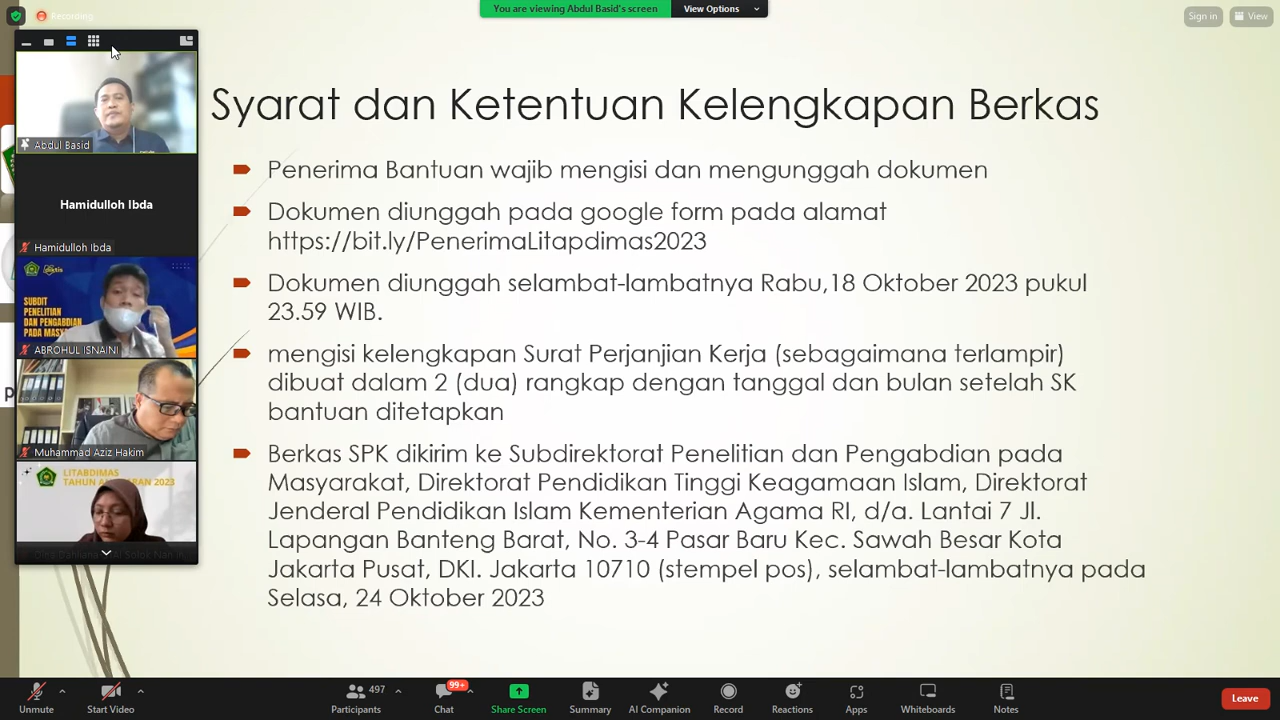 Recording
You are viewing Abdul Basid's screen
View Options
Sign in
View
Syarat dan Ketentuan Kelengkapan Berkas
Penerima Bantuan wajib mengisi dan mengunggah dokumen
Dokumen diunggah pada google form pada alamat
https://bit.ly/PenerimaLitapdimas2023
Dokumen diunggah selambat-lambatnya Rabu,18 Oktober 2023 pukul
23.59 WIB.
mengisi kelengkapan Surat Perjanjian Kerja (sebagaimana terlampir)
dibuat dalam 2 (dua) rangkap dengan tanggal dan bulan setelah SK
bantuan ditetapkan
Berkas SPK dikirim ke Subdirektorat Penelitian dan Pengabdian pada
Masyarakat, Direktorat Pendidikan Tinggi Keagamaan Islam, Direktorat
Jenderal Pendidikan Islam Kementerian Agama RI, d/a. Lantai 7 Jl.
Lapangan Banteng Barat, No. 3-4 Pasar Baru Kec. Sawah Besar Kota
Jakarta Pusat, DKI. Jakarta 10710 (stempel pos), selambat-lambatnya pada
Selasa, 24 Oktober 2023
Abdul Basid
Hamidulloh Ibda
Hamidulloh Ibda
SUBDIT
PENELITIAN
DAN PENGABDIAN
PADA MASY
ABROHUL ISNAINI
Muhammad Aziz Hakim
LITABDIMAS
TAHUN ANGGARAN 2023
p
Unmute
Start Video
497
Participants
99+
Chat
Share Screen
Summary
AI Companion
Record
Reactions
Apps
Whiteboards
Notes
Leave